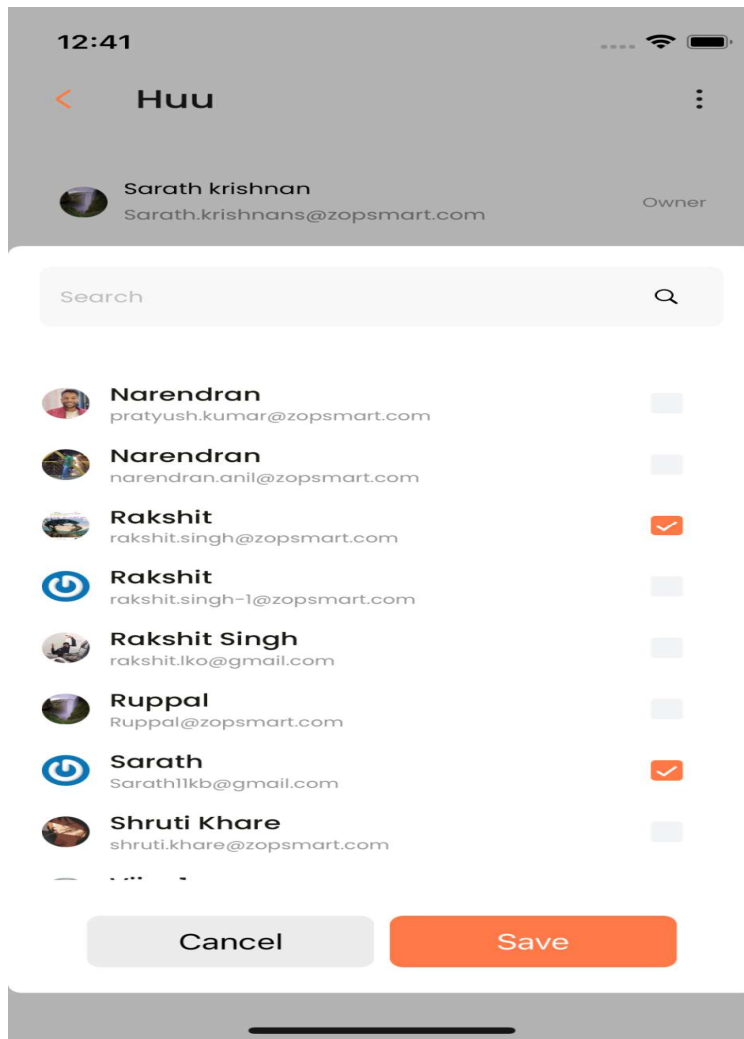 12:41
Huu
Sarath krishnan
Sarath.krishnans@zopsmart.com
Owner
Search
Narendran
pratyush.kumar@zopsmart.com
Narendran
narendran.anil@zopsmart.com
Rakshit
rakshit.singh@zopsmart.com
Rakshit
rakshit.singh-1@zopsmart.com
Rakshit Singh
rakshit.lko@gmail.com
Ruppal
Ruppal@zopsmart.com
Sarath
Sarath11kb@gmail.com
Shruti Khare
shruti.khare@zopsmart.com
Cancel
Save